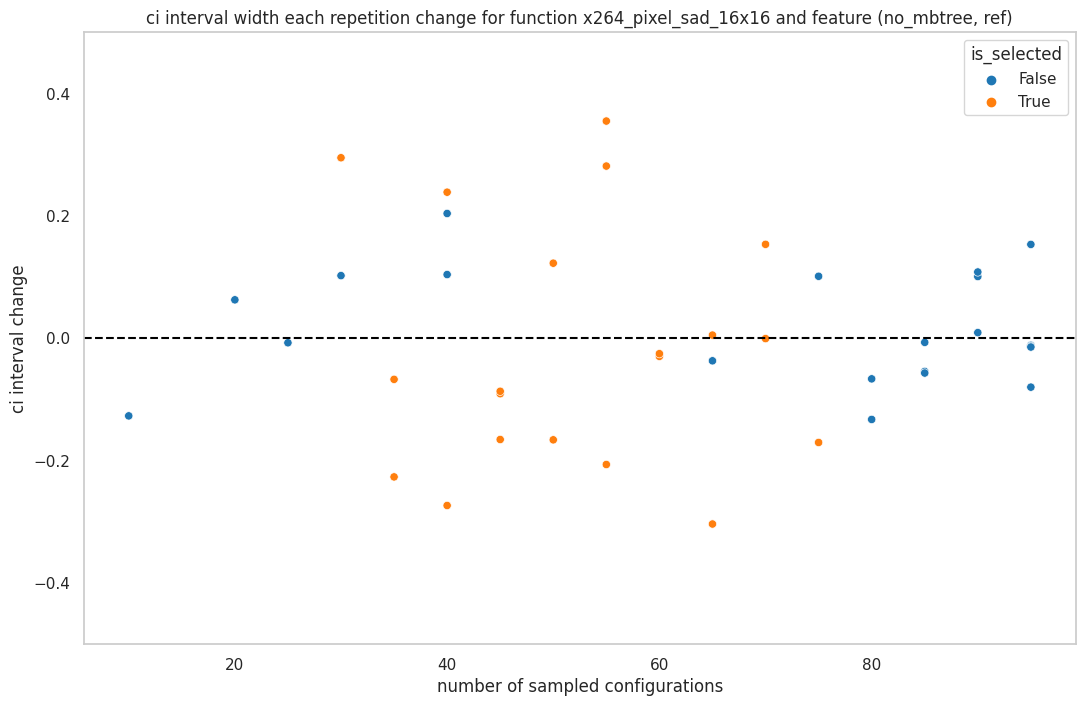 ci interval width each repetition change for function x264_pixel_sad_16x16 and feature (no_mbtree, ref)
is_selected
False
True
0.4
0.2
0.0
−0.2
−0.4
ci interval change
20
40
60
80
number of sampled configurations